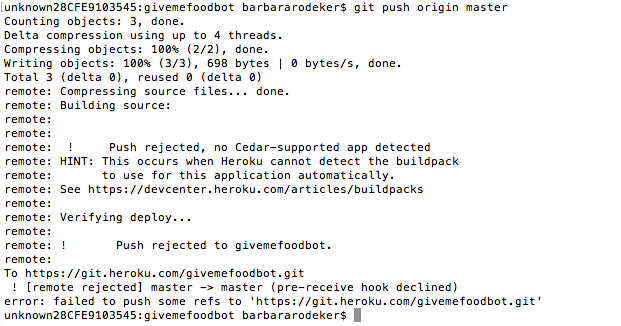 [unknown28CFE9103545:givemefoodbot barbararodeker$ git push origin master
Counting objects: 3, done.
Delta compression using up to 4 threads.
Compressing objects: 100% (2/2), done.
Writing objects: 100% (3/3), 698 bytes | 0 bytes/s, done.
Total 3 (delta 0), reused 0 (delta 0)
remote: Compressing source files... done.
remote: Building source:
remote:
remote:
remote:  !     Push rejected, no Cedar-supported app detected
remote: HINT: This occurs when Heroku cannot detect the buildpack
remote:       to use for this application automatically.
remote: See https://devcenter.heroku.com/articles/buildpacks
remote:
remote: Verifying deploy...
remote:
remote: !       Push rejected to givemefoodbot.
remote:
To https://git.heroku.com/givemefoodbot.git
 ! [remote rejected] master -> master (pre-receive hook declined)
error: failed to push some refs to 'https://git.heroku.com/givemefoodbot.git'
unknown28CFE9103545:givemefoodbot barbararodeker$